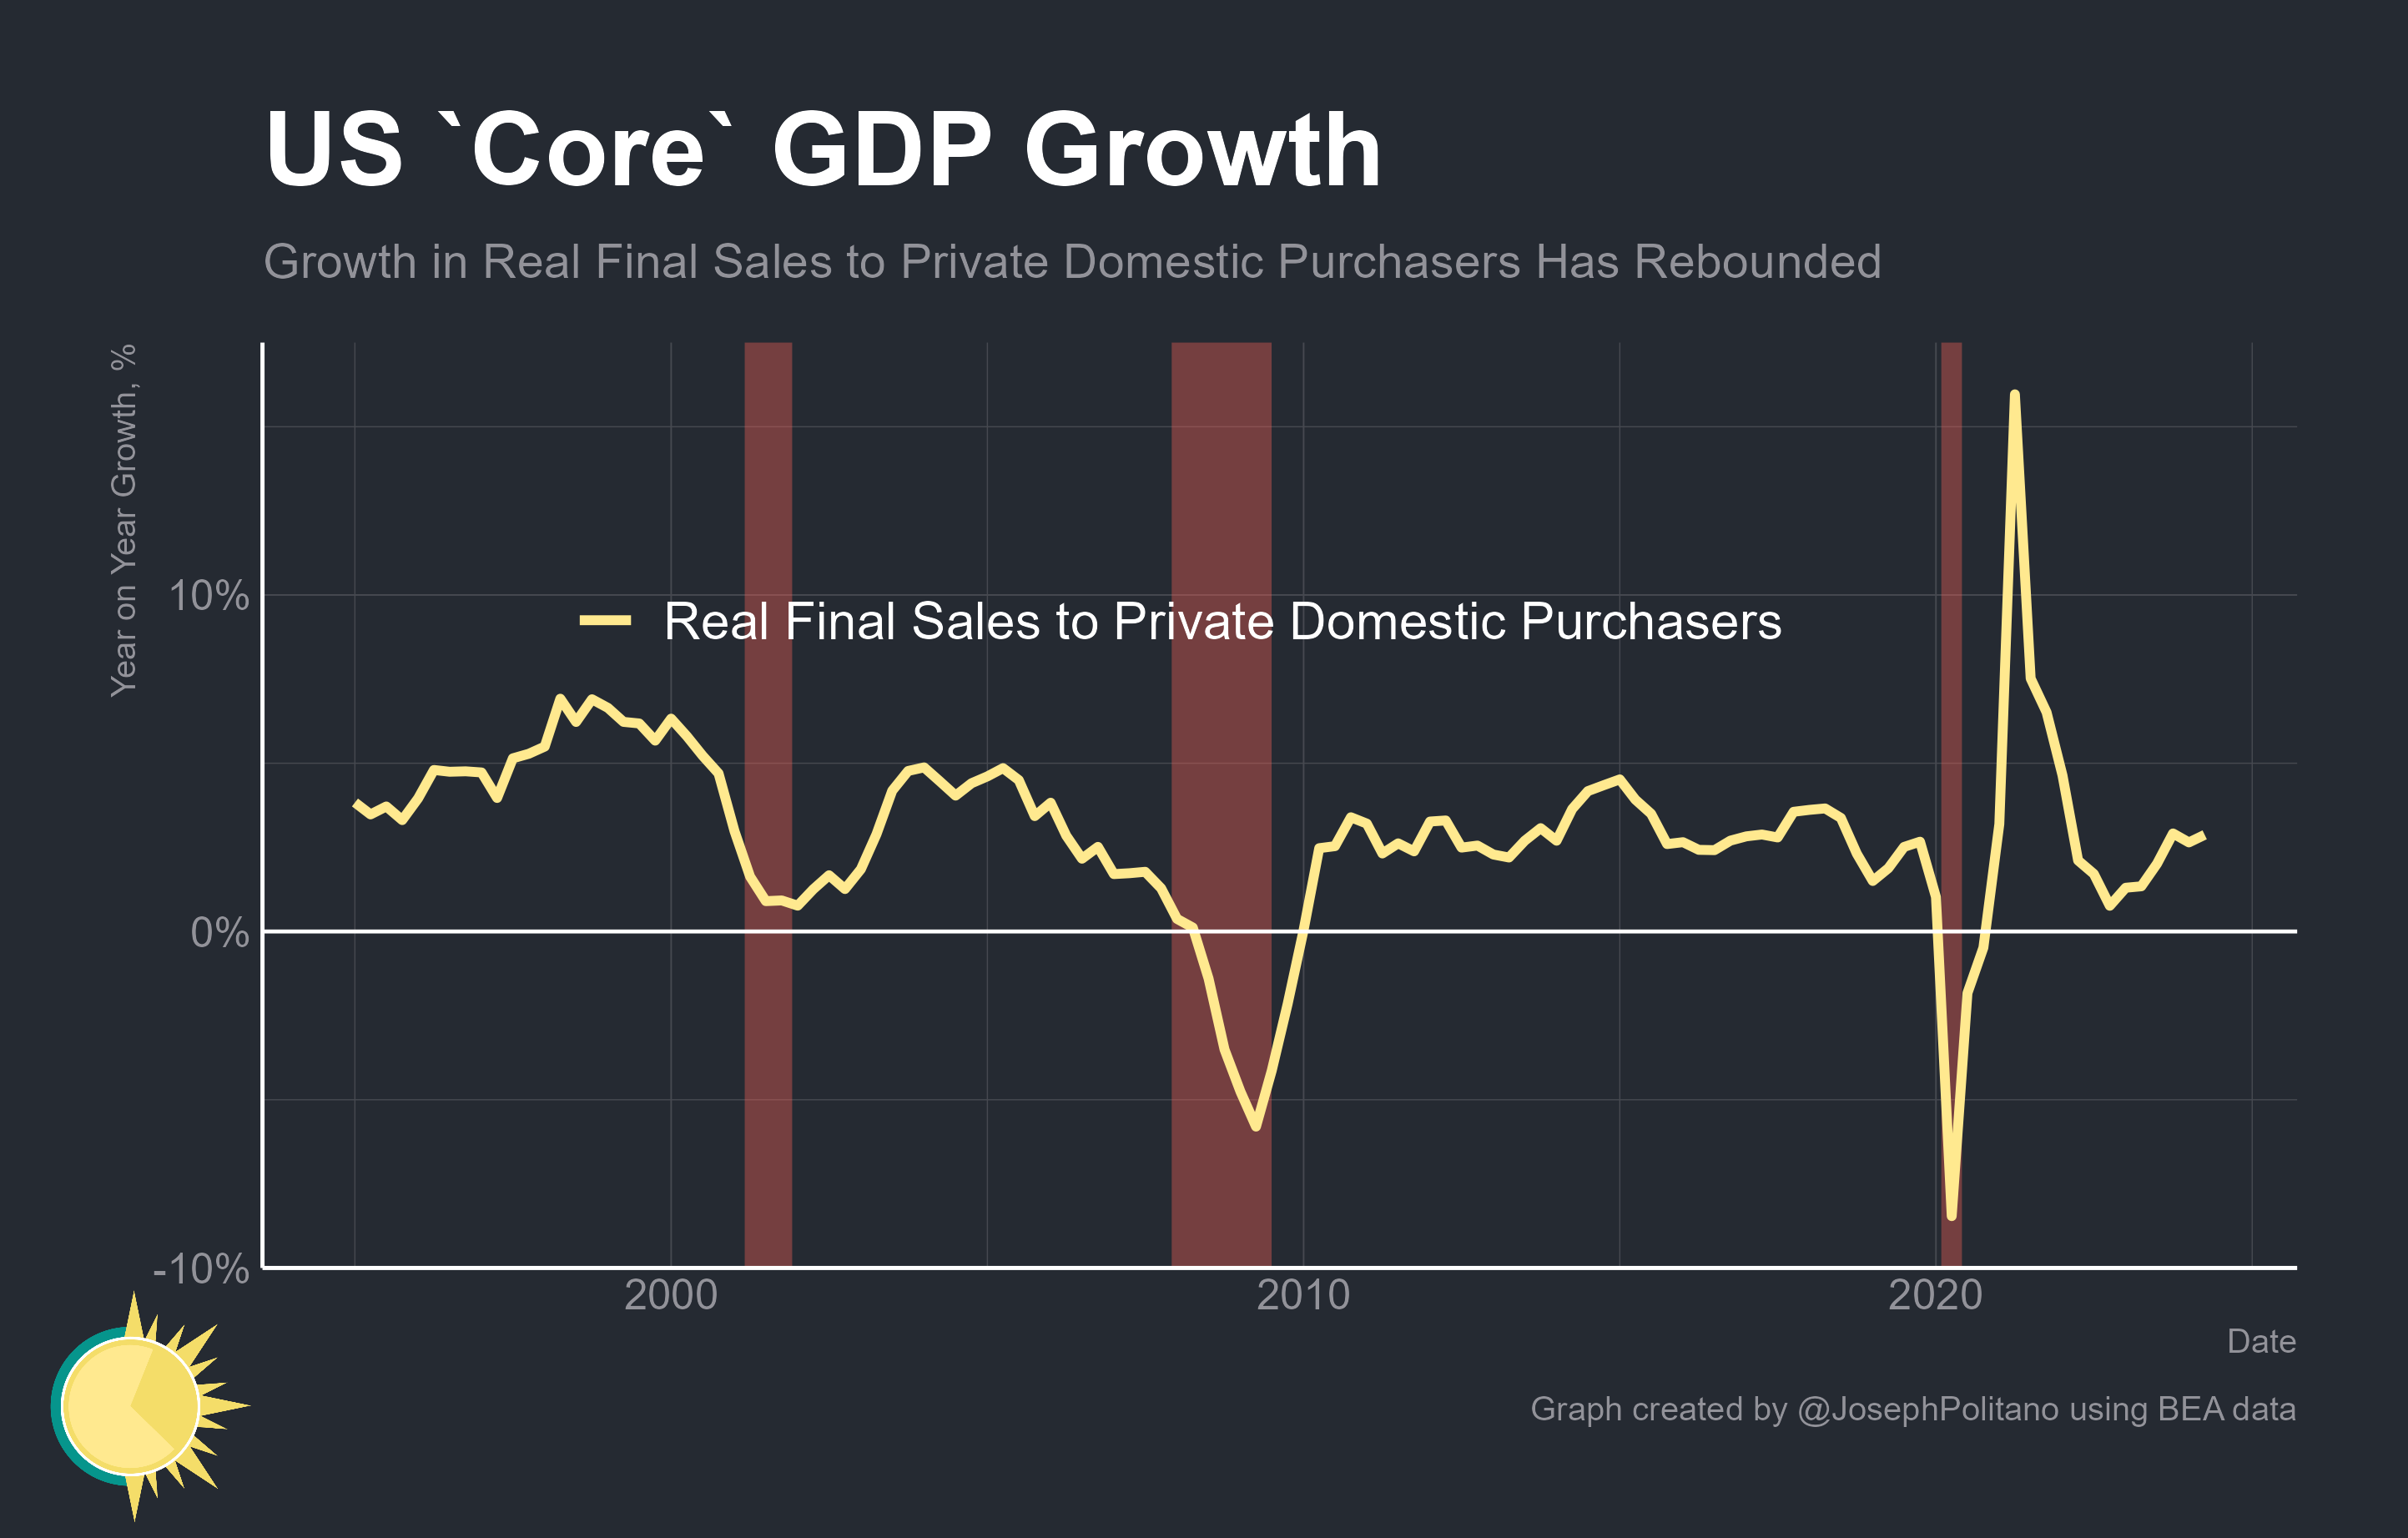 US `Core` GDP Growth
Growth in Real Final Sales to Private Domestic Purchasers Has Rebounded
Year on Year Growth, %
10%
Real Final Sales to Private Domestic Purchasers
0%
-10%
2000
2010
2020
Date
Graph created by @JosephPolitano using BEA data